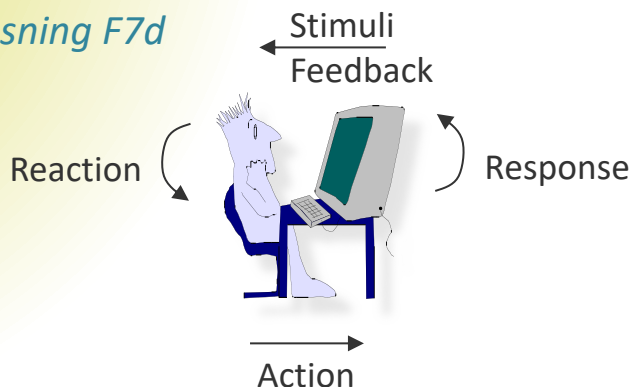 sning F7d
Stimuli
Feedback
Reaction
Response
Action